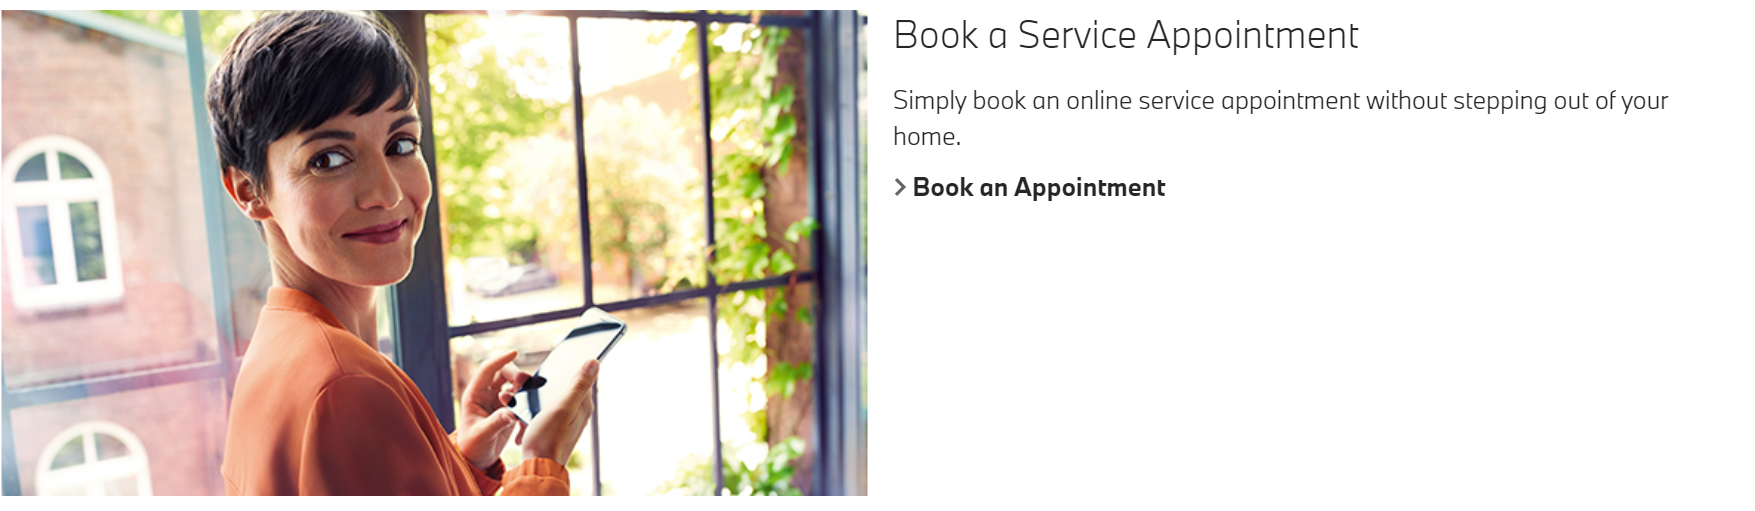 Book a Service Appointment
Simply book an online service appointment without stepping out of your
home.
Book an Appointment